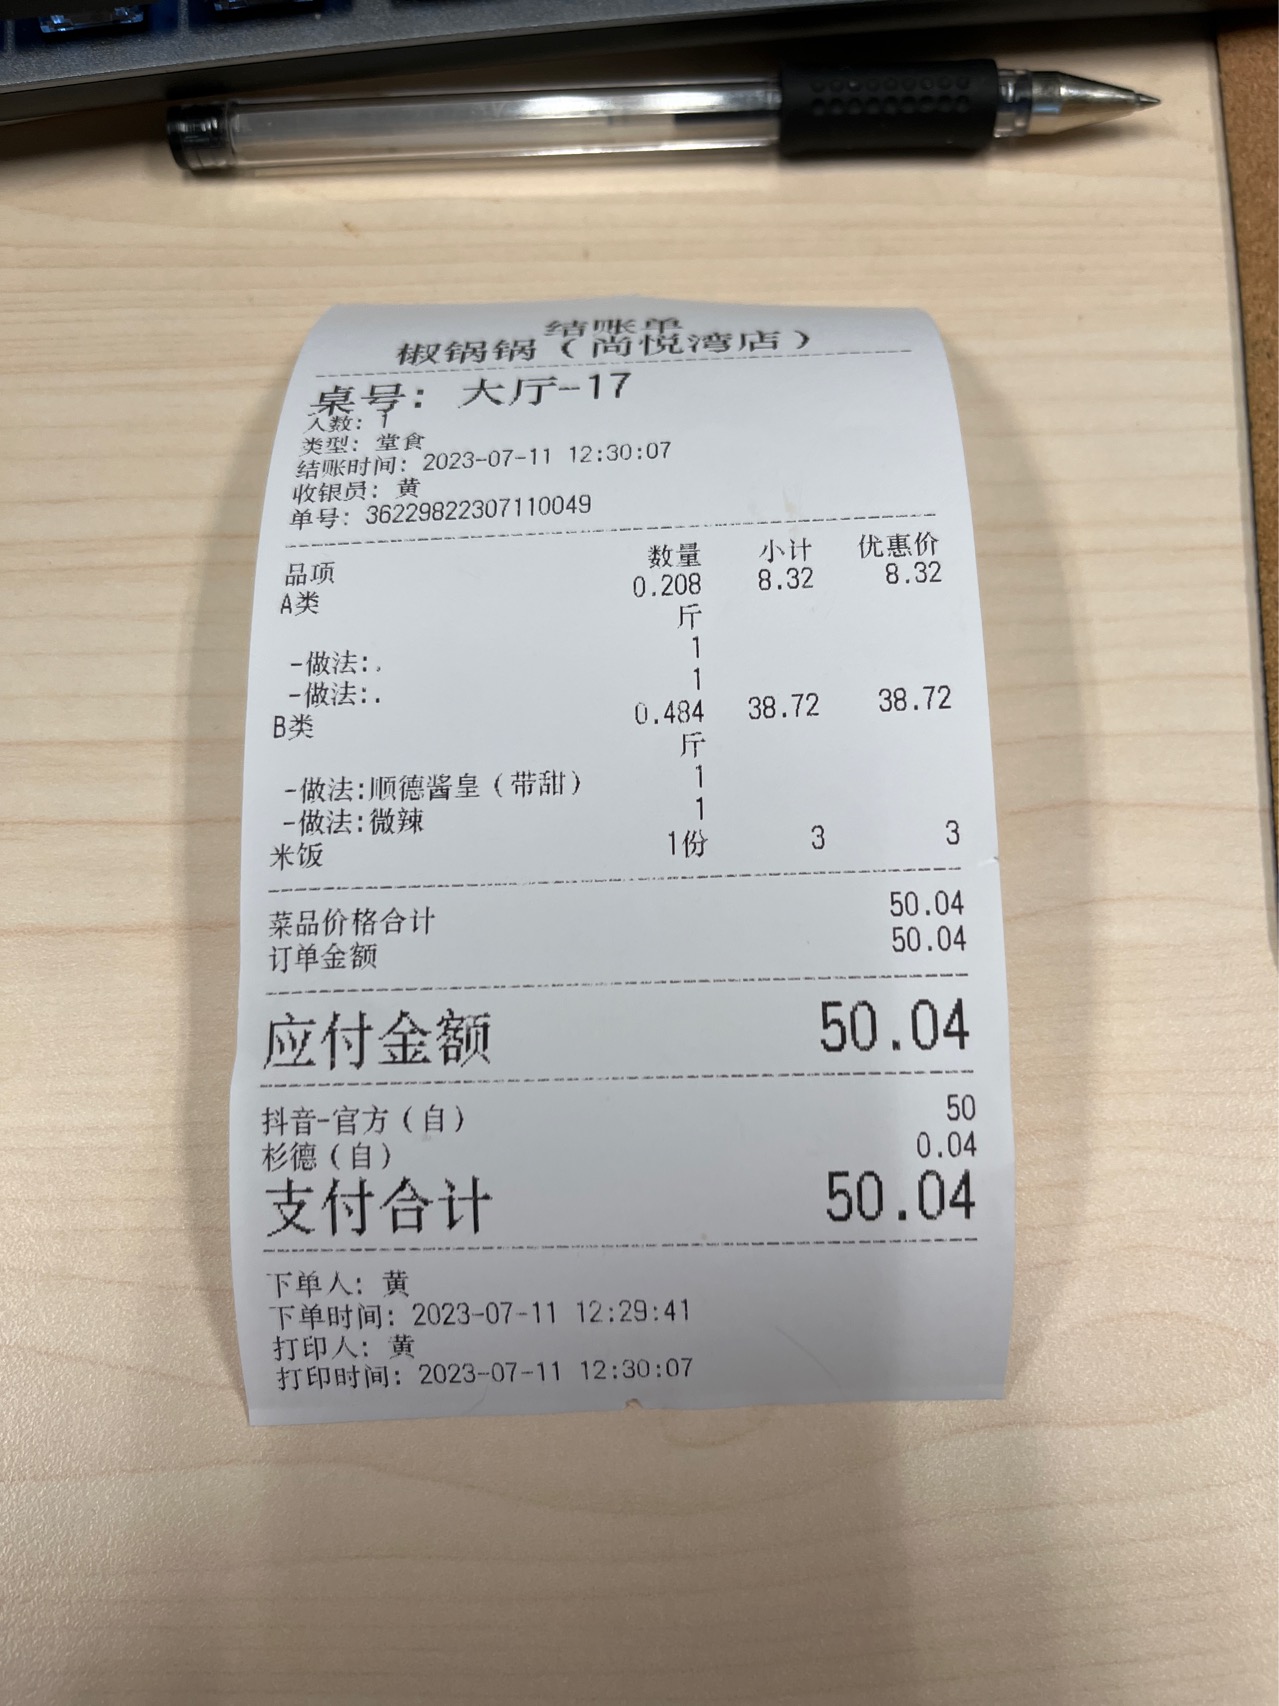 结账单
椒锅锅（尚悦湾店）
桌号：大厅-17
人数：1
类型：堂食
结账时间：2023-07-11 12:30:07
收银员：黄
单号：36229822307110049
品项 数量 小计 优惠价
A类 0.208 8.32 8.32
斤
-做法:. 1
-做法:. 1
B类 0.484 38.72 38.72
斤
-做法:顺德酱皇（带甜） 1
-做法:微辣 1
米饭 1份 3 3
菜品价格合计 50.04
订单金额 50.04
应付金额 50.04
抖音-官方（自） 50
杉德（自） 0.04
支付合计 50.04
下单人：黄
下单时间：2023-07-11 12:29:41
打印人：黄
打印时间：2023-07-11 12:30:07